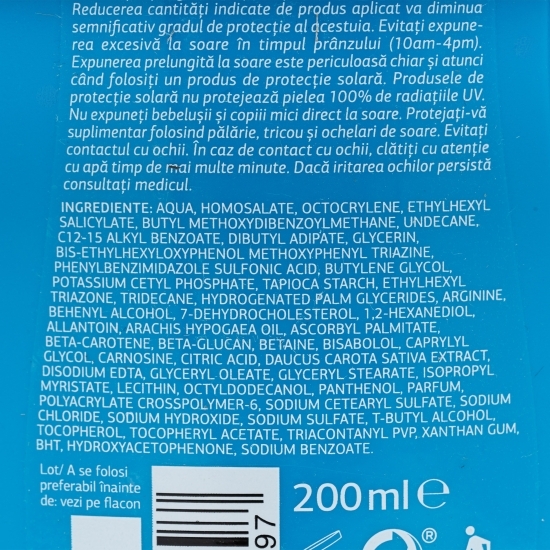 Reducerea cantități indicate de produs aplicat va diminua
semnificativ gradul de protecție al acestuia. Evitați expune-
rea excesivă la soare în timpul prânzului (10am-4pm).
Expunerea prelungită la soare este periculoasă chiar și atunci
când folosiți un produs de protecție solară. Produsele de
protecție solară nu protejează pielea 100% de radiațiile UV.
Nu expuneți bebelușii și copiii mici direct la soare. Protejați-vă
suplimentar folosind pălărie, tricou și ochelari de soare. Evitați
contactul cu ochii. În caz de contact cu ochii, clătiți cu atenție
cu apă timp de mai multe minute. Dacă iritarea ochilor persistă
consultați medicul.
INGREDIENTE: AQUA, HOMOSALATE, OCTOCRYLENE, ETHYLHEXYL
SALICYLATE, BUTYL METHOXYDIBENZOYLMETHANE, UNDECANE,
C12-15 ALKYL BENZOATE, DIBUTYL ADIPATE, GLYCERIN,
BIS-ETHYLHEXYLOXYPHENOL METHOXYPHENYL TRIAZINE,
PHENYLBENZIMIDAZOLE SULFONIC ACID, BUTYLENE GLYCOL,
POTASSIUM CETYL PHOSPHATE, TAPIOCA STARCH, ETHYLHEXYL
TRIAZONE, TRIDECANE, HYDROGENATED PALM GLYCERIDES, ARGININE,
BEHENYL ALCOHOL, 7-DEHYDROCHOLESTEROL, 1,2-HEXANEDIOL,
ALLANTOIN, ARACHIS HYPOGAEA OIL, ASCORBYL PALMITATE,
BETA-CAROTENE, BETA-GLUCAN, BETAINE, BISABOLOL, CAPRYLYL
GLYCOL, CARNOSINE, CITRIC ACID, DAUCUS CAROTA SATIVA EXTRACT,
DISODIUM EDTA, GLYCERYL OLEATE, GLYCERYL STEARATE, ISOPROPYL
MYRISTATE, LECITHIN, OCTYLDODECANOL, PANTHENOL, PARFUM,
POLYACRYLATE CROSSPOLYMER-6, SODIUM CETEARYL SULFATE, SODIUM
CHLORIDE, SODIUM HYDROXIDE, SODIUM SULFATE, T-BUTYL ALCOHOL,
TOCOPHEROL, TOCOPHERYL ACETATE, TRIACONTANYL PVP, XANTHAN GUM,
BHT, HYDROXYACETOPHENONE, SODIUM BENZOATE.
Lot/ A se folosi
preferabil înainte
de: vezi pe flacon
97
200 ml ℮
®